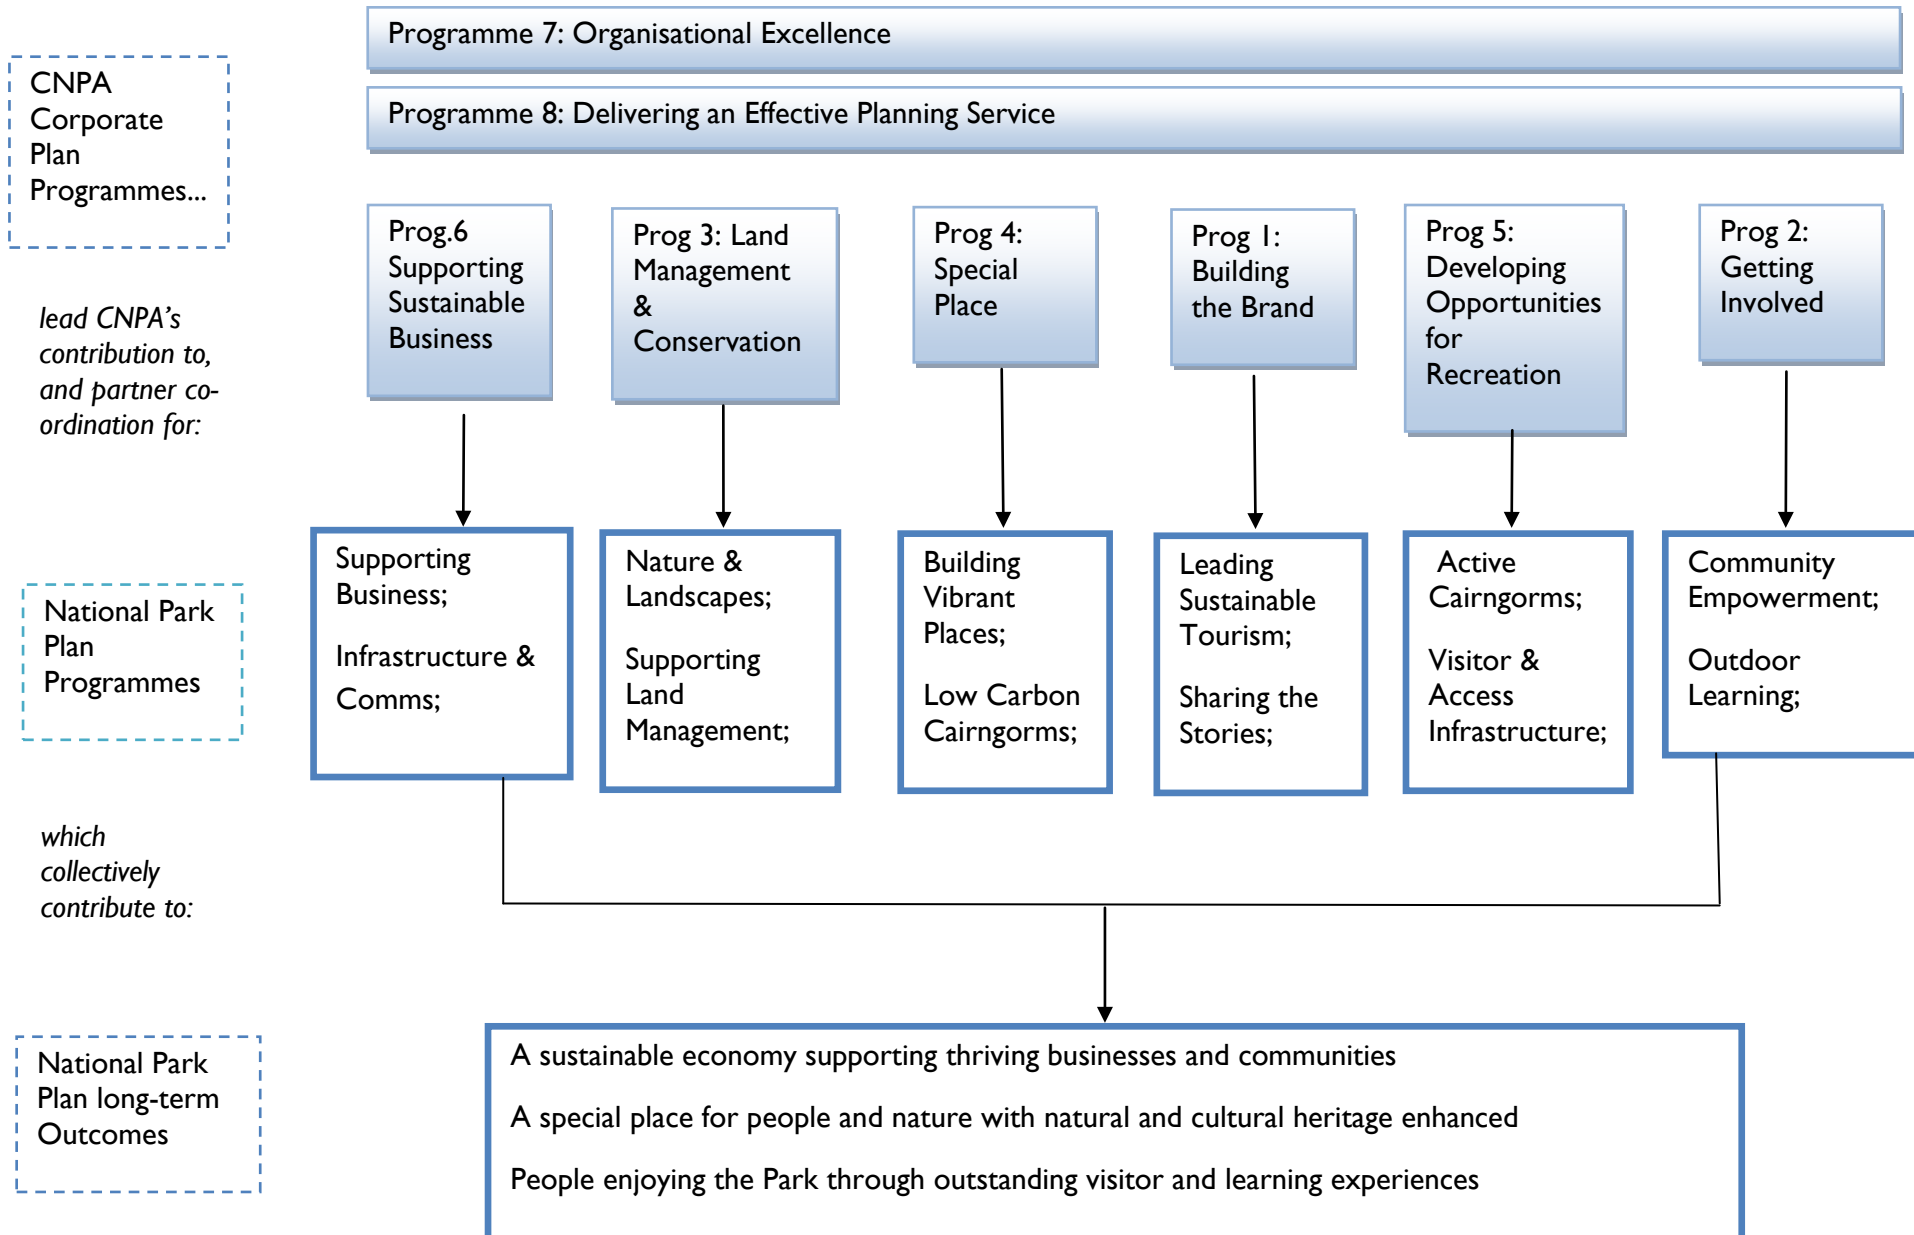 Programme 7: Organisational Excellence
Programme 8: Delivering an Effective Planning Service
CNPA
Corporate
Plan
Programmes...
Prog.6
Supporting
Sustainable
Business
Prog 3: Land
Management
&
Conservation
Prog 4:
Special
Place
Prog 1:
Building
the Brand
Prog 5:
Developing
Opportunities
for
Recreation
Prog 2:
Getting
Involved
lead CNPA’s
contribution to,
and partner co-
ordination for:
National Park
Plan
Programmes
Supporting
Business;
Infrastructure &
Comms;
Nature &
Landscapes;
Supporting
Land
Management;
Building
Vibrant
Places;
Low Carbon
Cairngorms;
Leading
Sustainable
Tourism;
Sharing the
Stories;
Active
Cairngorms;
Visitor &
Access
Infrastructure;
Community
Empowerment;
Outdoor
Learning;
which
collectively
contribute to:
National Park
Plan long-term
Outcomes
A sustainable economy supporting thriving businesses and communities
A special place for people and nature with natural and cultural heritage enhanced
People enjoying the Park through outstanding visitor and learning experiences